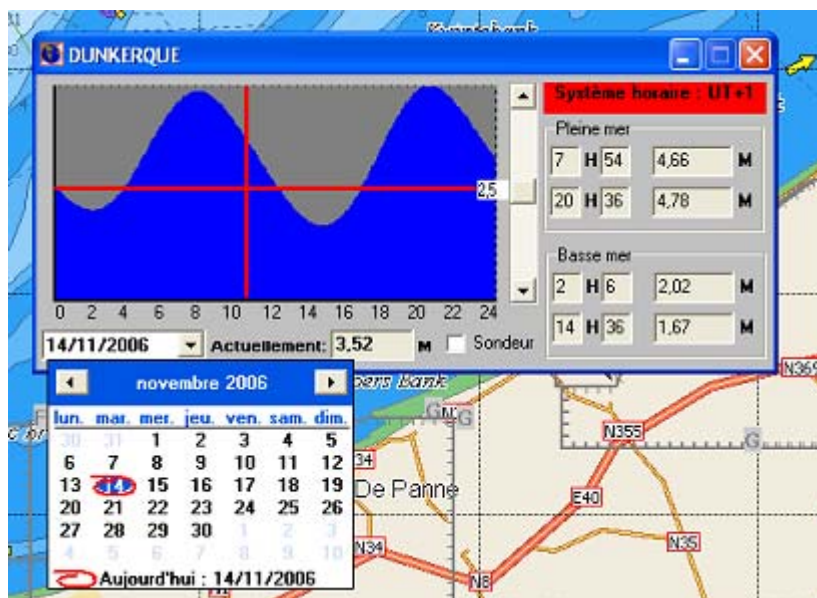 DUNKERQUE
Système horaire : UT+1
Pleine mer
7 H 54 4,66 M
20 H 36 4,78 M
2,5
Basse mer
2 H 6 2,02 M
14 H 36 1,67 M
0 2 4 6 8 10 12 14 16 18 20 22 24
14/11/2006 Actuellement: 3.52 M Sondeur
novembre 2006
lun. mar. mer. jeu. ven. sam. dim.
30 31 1 2 3 4 5
6 7 8 9 10 11 12
13 14 15 16 17 18 19
20 21 22 23 24 25 26
27 28 29 30 1 2 3
4 5 6 7 8 9 10
Aujourd'hui : 14/11/2006
Bank
N369
G
N355
G
34
De Panne
E40
N34
N35
N8